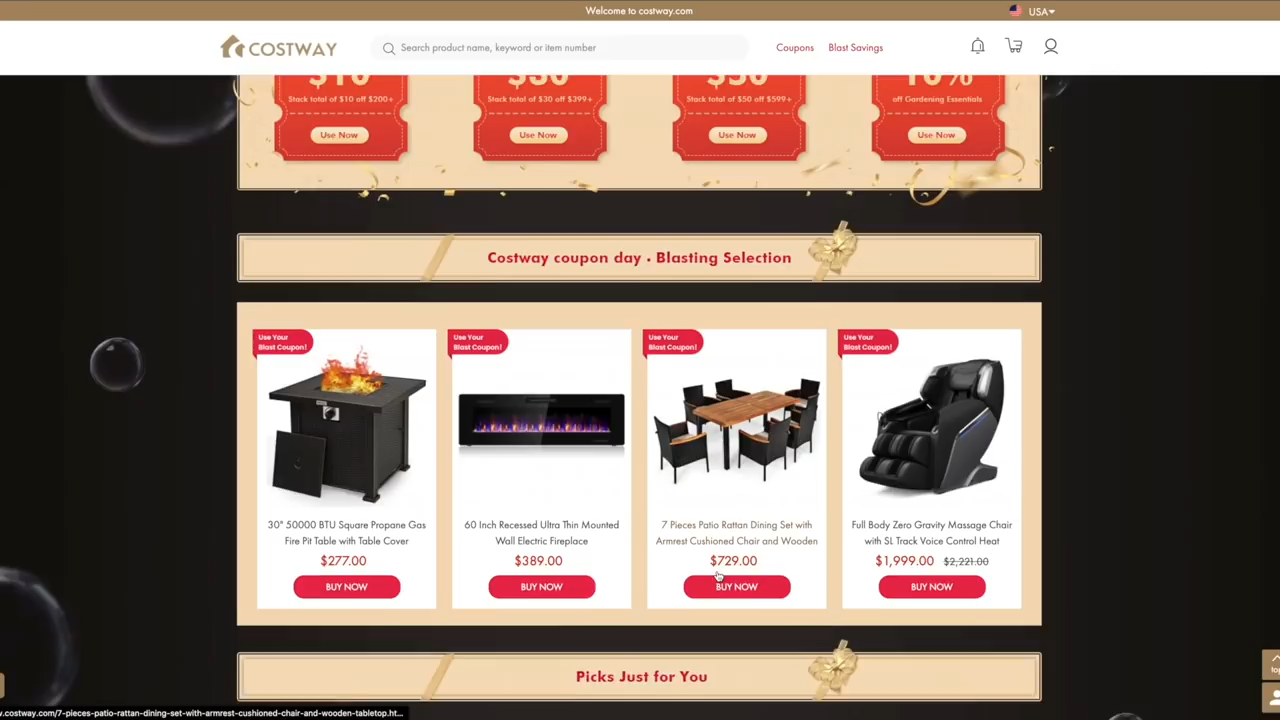 Welcome to costway.com
USA
COSTWAY
Search product name, keyword or item number
Coupons
Blast Savings
$10
$30
$50
10%
Stack total of $10 off $200+
Stack total of $30 off $399+
Stack total of $50 off $599+
off Gardening Essentials
Use Now
Use Now
Use Now
Use Now
Costway coupon day · Blasting Selection
Use Your
Blast Coupon!
Use Your
Blast Coupon!
Use Your
Blast Coupon!
Use Your
Blast Coupon!
30" 50000 BTU Square Propane Gas
Fire Pit Table with Table Cover
$277.00
BUY NOW
60 Inch Recessed Ultra Thin Mounted
Wall Electric Fireplace
$389.00
BUY NOW
7 Pieces Patio Rattan Dining Set with
Armrest Cushioned Chair and Wooden
$729.00
BUY NOW
Full Body Zero Gravity Massage Chair
with SL Track Voice Control Heat
$1,999.00 $2,221.00
BUY NOW
Picks Just for You
top
w.costway.com/7-pieces-patio-rattan-dining-set-with-armrest-cushioned-chair-and-wooden-tabletop.ht...